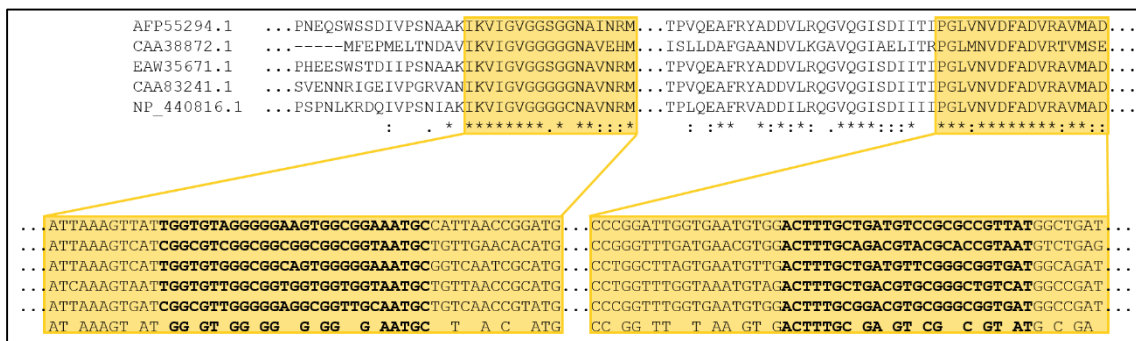 AFP55294.1 ...PNEQSWSSDIVPSNAAKIKVIGVGGSGGNAINRM...TPVQEAFRYADDVLRQGVQGISDIITIPGLVNVDFADVRAVMAD...
CAA38872.1 ...-----MFEPMELTNDAVIKVIGVGGGGGNAVEHM...ISLLDAFGAANDVLKGAVQGIAELITRPGLMNVDFADVRTVMSE...
EAW35671.1 ...PHEESWSTDIIPSNAAKIKVIGVGGSGGNAVNRM...TPVQEAFRYADDVLRQGVQGISDIITIPGLVNVDFADVRAVMAD...
CAA83241.1 ...SVENNRIGEIVPGRVANIKVIGVGGGGGNAVNRM...TPVQEAFRYADDVLRQGVQGISDIITIPGLVNVDFADVRAVMAD...
NP_440816.1 ...PSPNLKRDQIVPSNIAKIKVIGVGGGGCNAVNRM...TPLQEAFRVADDILRQGVQGISDIIIIPGLVNVDFADVRAVMAD...
: . * ********.* **:::* : :** *:*:: .****::** ***:********:**::
...ATTAAAGTTATTGGTGTAGGGGGAAGTGGCGGAAATGCCATTAACCGGATG...CCCGGATTGGTGAATGTGGACTTTGCTGATGTCCGCGCCGTTATGGCTGAT...
...ATTAAAGTCATCGGCGTCGGCGGCGGCGGCGGTAATGCTGTTGAACACATG...CCGGGTTTGATGAACGTGGACTTTGCAGACGTACGCACCGTAATGTCTGAG...
...ATTAAAGTCATTGGTGTGGGCGGCAGTGGGGGAAATGCGGTCAATCGCATG...CCTGGCTTAGTGAATGTTGACTTTGCTGATGTTCGGGCGGTGATGGCAGAT...
...ATCAAAGTAATTGGTGTTGGCGGTGGTGGTGGTAATGCTGTTAACCGCATG...CCTGGTTTGGTAAATGTAGACTTTGCTGACGTGCGGGCTGTCATGGCCGAT...
...ATTAAAGTGATCGGCGTTGGGGGAGGCGGTTGCAATGCTGTCAACCGTATG...CCCGGTTTGGTGAATGTGGACTTTGCGGACGTGCGGGCGGTGATGGCCGAT...
AT AAAGT AT GG GT GG GG G GG G AATGC T A C ATG CC GG TT T AA GT GACTTTGC GA GT CG C GT AT G C GA